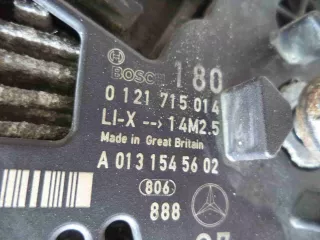 BOSCH 180
0 121 715 014
LI-X --> 14M2.5
Made in Great Britain
A 013 154 56 02
806
888